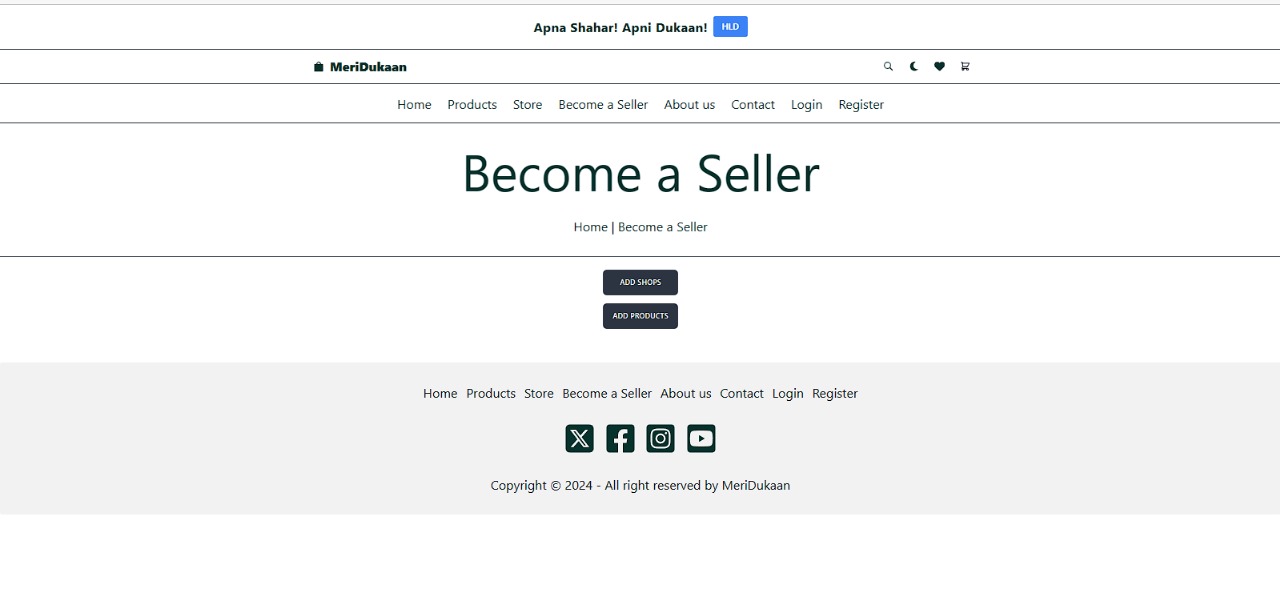 Apna Shahar! Apni Dukaan! HLD
MeriDukaan
Home Products Store Become a Seller About us Contact Login Register
Become a Seller
Home | Become a Seller
ADD SHOPS
ADD PRODUCTS
Home Products Store Become a Seller About us Contact Login Register
Copyright © 2024 - All right reserved by MeriDukaan